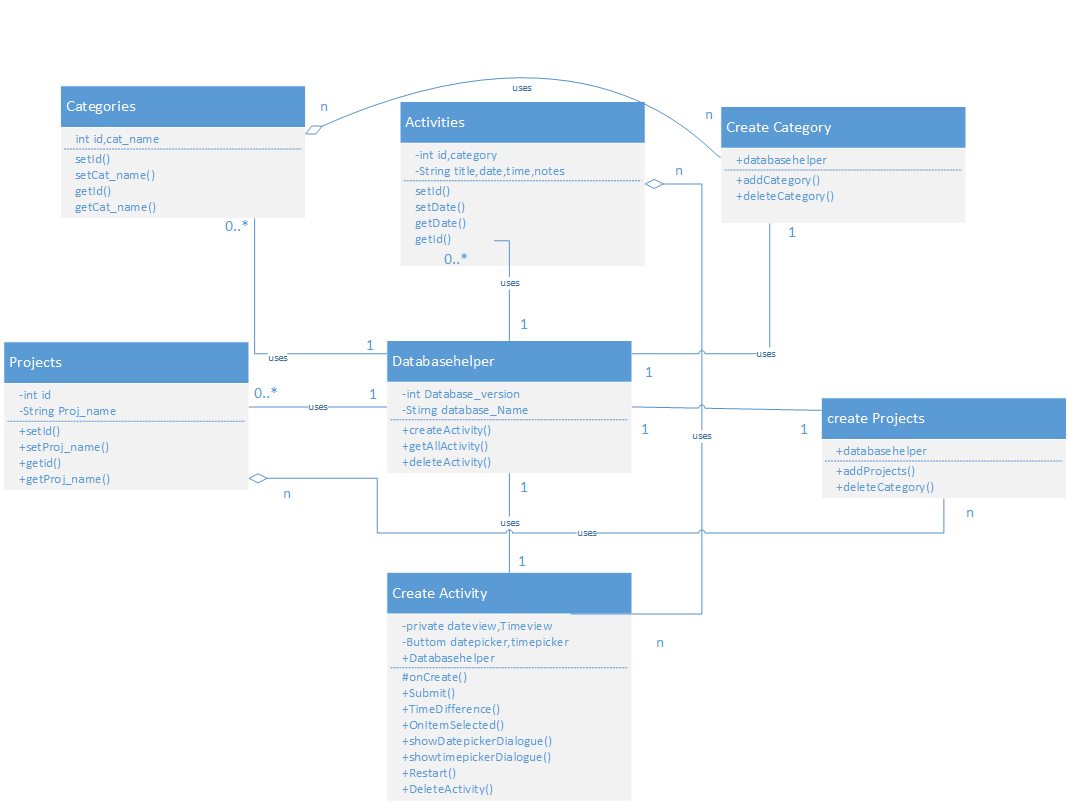 Categories
int id,cat_name
setId()
setCat_name()
getId()
getCat_name()
n
uses
n
Activities
-int id,category
-String title,date,time,notes
setId()
setDate()
getDate()
getId()
0..*
n
Create Category
+databasehelper
+addCategory()
+deleteCategory()
1
0..*
uses
1
1
uses
uses
1
Projects
-int id
-String Proj_name
+setId()
+setProj_name()
+getid()
+getProj_name()
0..*
uses
1
n
Databasehelper
-int Database_version
-Stirng database_Name
+createActivity()
+getAllActivity()
+deleteActivity()
1
1
uses
create Projects
+databasehelper
+addProjects()
+deleteCategory()
n
1
uses
uses
1
Create Activity
-private dateview,Timeview
-Buttom datepicker,timepicker
+Databasehelper
#onCreate()
+Submit()
+TimeDifference()
+OnItemSelected()
+showDatepickerDialogue()
+showtimepickerDialogue()
+Restart()
+DeleteActivity()
n